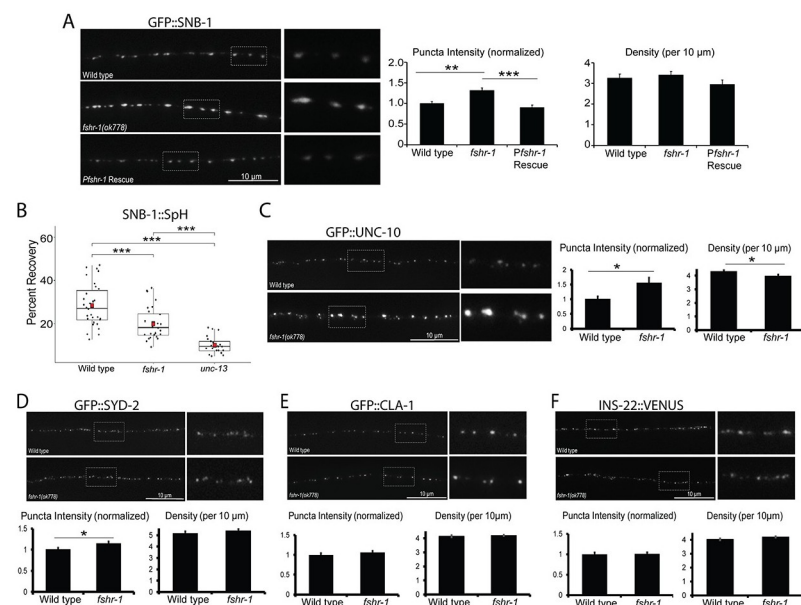 A
GFP::SNB-1
Wild type
fshr-1(ok778)
Pfshr-1 Rescue
10 µm
Puncta Intensity (normalized)
2.0
1.5
1.0
0.5
0
**
***
Wild type
fshr-1
Pfshr-1
Rescue
Density (per 10 µm)
4
3
2
1
0
Wild type
fshr-1
Pfshr-1
Rescue
B
SNB-1::SpH
Percent Recovery
60
40
20
***
***
***
Wild type
fshr-1
unc-13
C
GFP::UNC-10
Wild type
fshr-1(ok778)
10 µm
Puncta Intensity (normalized)
2
1.5
1
0.5
0
*
Wild type
fshr-1
Density (per 10 µm)
4
3
2
1
0
*
Wild type
fshr-1
D
GFP::SYD-2
Wild type
fshr-1(ok778)
10 µm
Puncta Intensity (normalized)
1.5
1
0.5
0
*
Wild type
fshr-1
Density (per 10 µm)
5
4
3
2
1
0
Wild type
fshr-1
E
GFP::CLA-1
Wild type
fshr-1(ok778)
10 µm
Puncta Intensity (normalized)
1.5
1
0.5
0
Wild type
fshr-1
Density (per 10µm)
4
3
2
1
0
Wild type
fshr-1
F
INS-22::VENUS
Wild type
fshr-1(ok778)
10 µm
Puncta Intensity (normalized)
1.5
1
0.5
0
Wild type
fshr-1
Density (per 10µm)
4
2
0
Wild type
fshr-1